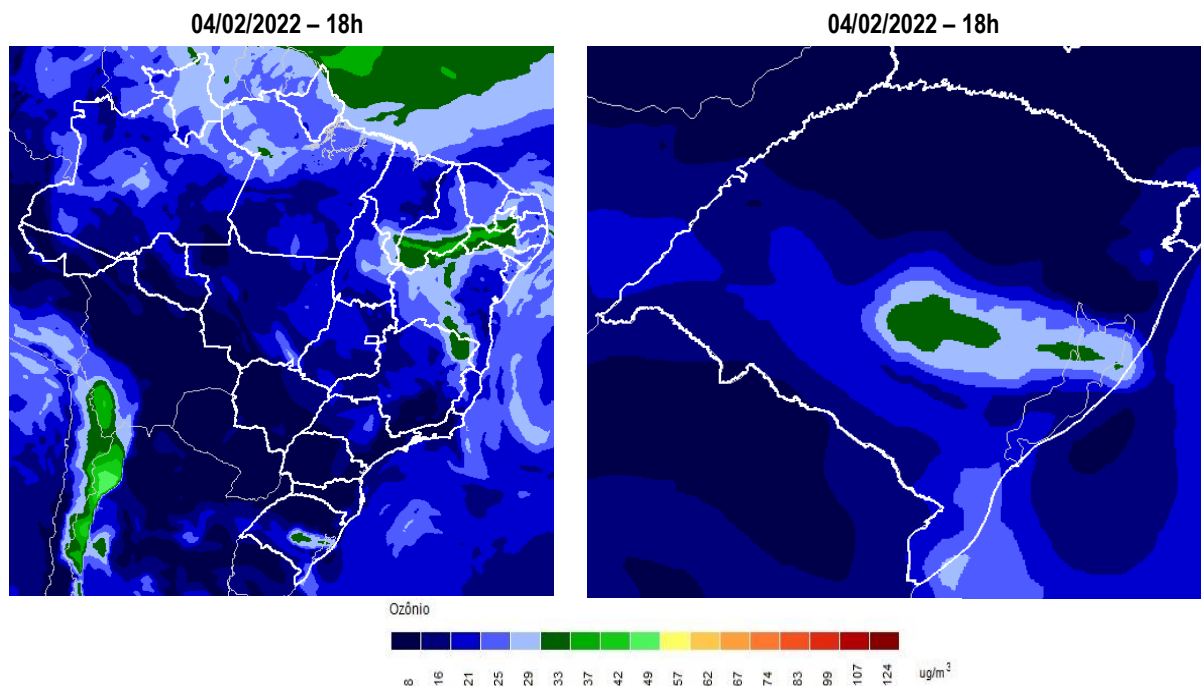 04/02/2022 – 18h
04/02/2022 – 18h
Ozônio
8 16 21 25 29 33 37 42 49 57 62 67 74 83 99 107 124 ug/m³